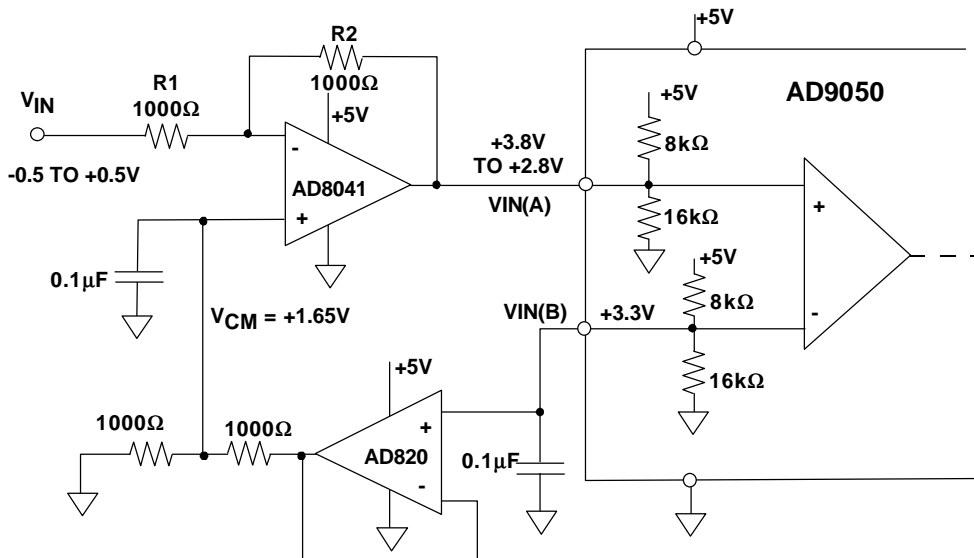 +5V
R2
1000Ω
R1
1000Ω
+5V
VIN
-0.5 TO +0.5V
-
AD8041
+
+3.8V
TO +2.8V
VIN(A)
AD9050
+5V
8kΩ
16kΩ
+
0.1μF
VCM = +1.65V
VIN(B)
+3.3V
+5V
8kΩ
-
16kΩ
+5V
1000Ω
1000Ω
+
AD820
-
0.1μF